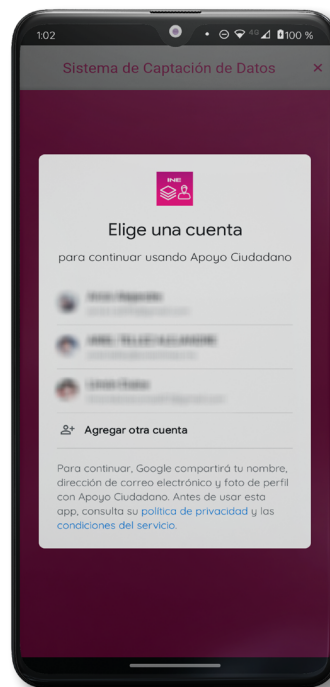 1:02
4G
100 %
Sistema de Captación de Datos ×
INE
Elige una cuenta
para continuar usando Apoyo Ciudadano
Agregar otra cuenta
Para continuar, Google compartirá tu nombre,
dirección de correo electrónico y foto de perfil
con Apoyo Ciudadano. Antes de usar esta
app, consulta su política de privacidad y las
condiciones del servicio.